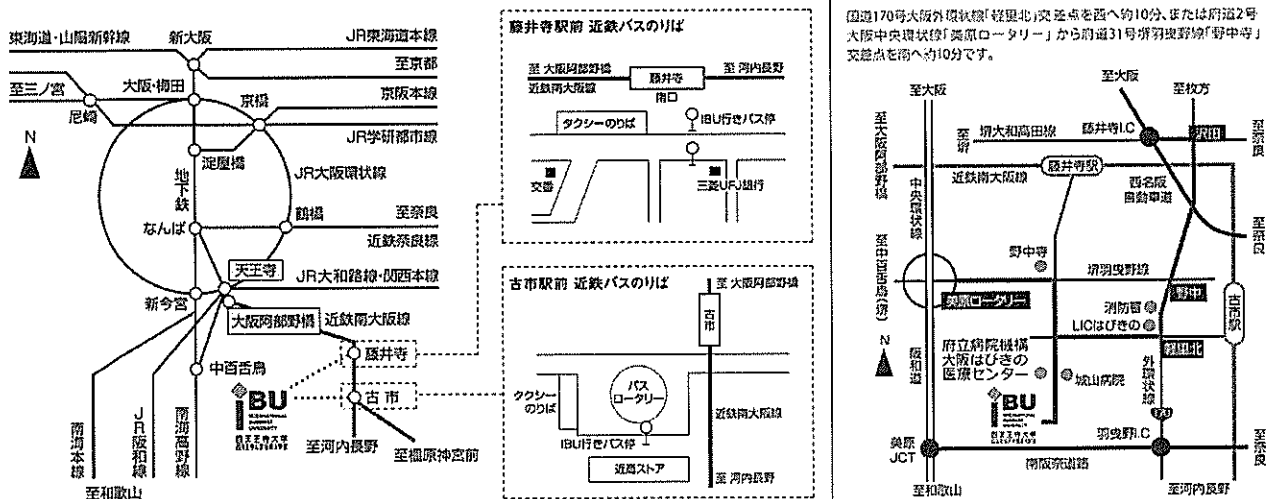 東海道・山陽新幹線
新大阪
JR東海道本線
至京都
至三ノ宮
大阪・梅田
京橋
京阪本線
尼崎
JR学研都市線
N
淀屋橋
地下鉄
JR大阪環状線
鶴橋
至奈良
なんば
近鉄奈良線
天王寺
JR大和路線・関西本線
新今宮
大阪阿部野橋
近鉄南大阪線
藤井寺
中百舌鳥
古市
IBU
INTERNATIONAL
BUDDHIST
UNIVERSITY
四天王寺大学
至河内長野
至橿原神宮前
南海本線
JR阪和線
南海高野線
至和歌山
藤井寺駅前 近鉄バスのりば
至 大阪阿部野橋
藤井寺
至 河内長野
近鉄南大阪線
南口
タクシーのりば
IBU行きバス停
交番
三菱UFJ銀行
古市駅前 近鉄バスのりば
至 大阪阿部野橋
古市
バス
ロータリー
タクシー
のりば
近鉄南大阪線
IBU行きバス停
近商ストア
至 河内長野
国道170号大阪外環状線「軽里北」交差点を西へ約10分、または府道2号
大阪中央環状線「美原ロータリー」から府道31号堺羽曳野線「野中寺」
交差点を南へ約10分です。
至大阪
至大阪
至枚方
至大阪阿部野橋
至堺
堺大和高田線
藤井寺I.C
沢田
至奈良
藤井寺駅
近鉄南大阪線
中央環状線
西名阪
自動車道
至奈良
至中百舌鳥(堺)
野中寺
堺羽曳野線
美原ロータリー
野中
消防署
LICはびきの
古市駅
軽里北
N
阪和道
府立病院機構
大阪はびきの
医療センター
城山病院
外環状線
170
IBU
INTERNATIONAL
BUDDHIST
UNIVERSITY
四天王寺大学
羽曳野I.C
美原
JCT
南阪奈道路
至奈良
至和歌山
至河内長野